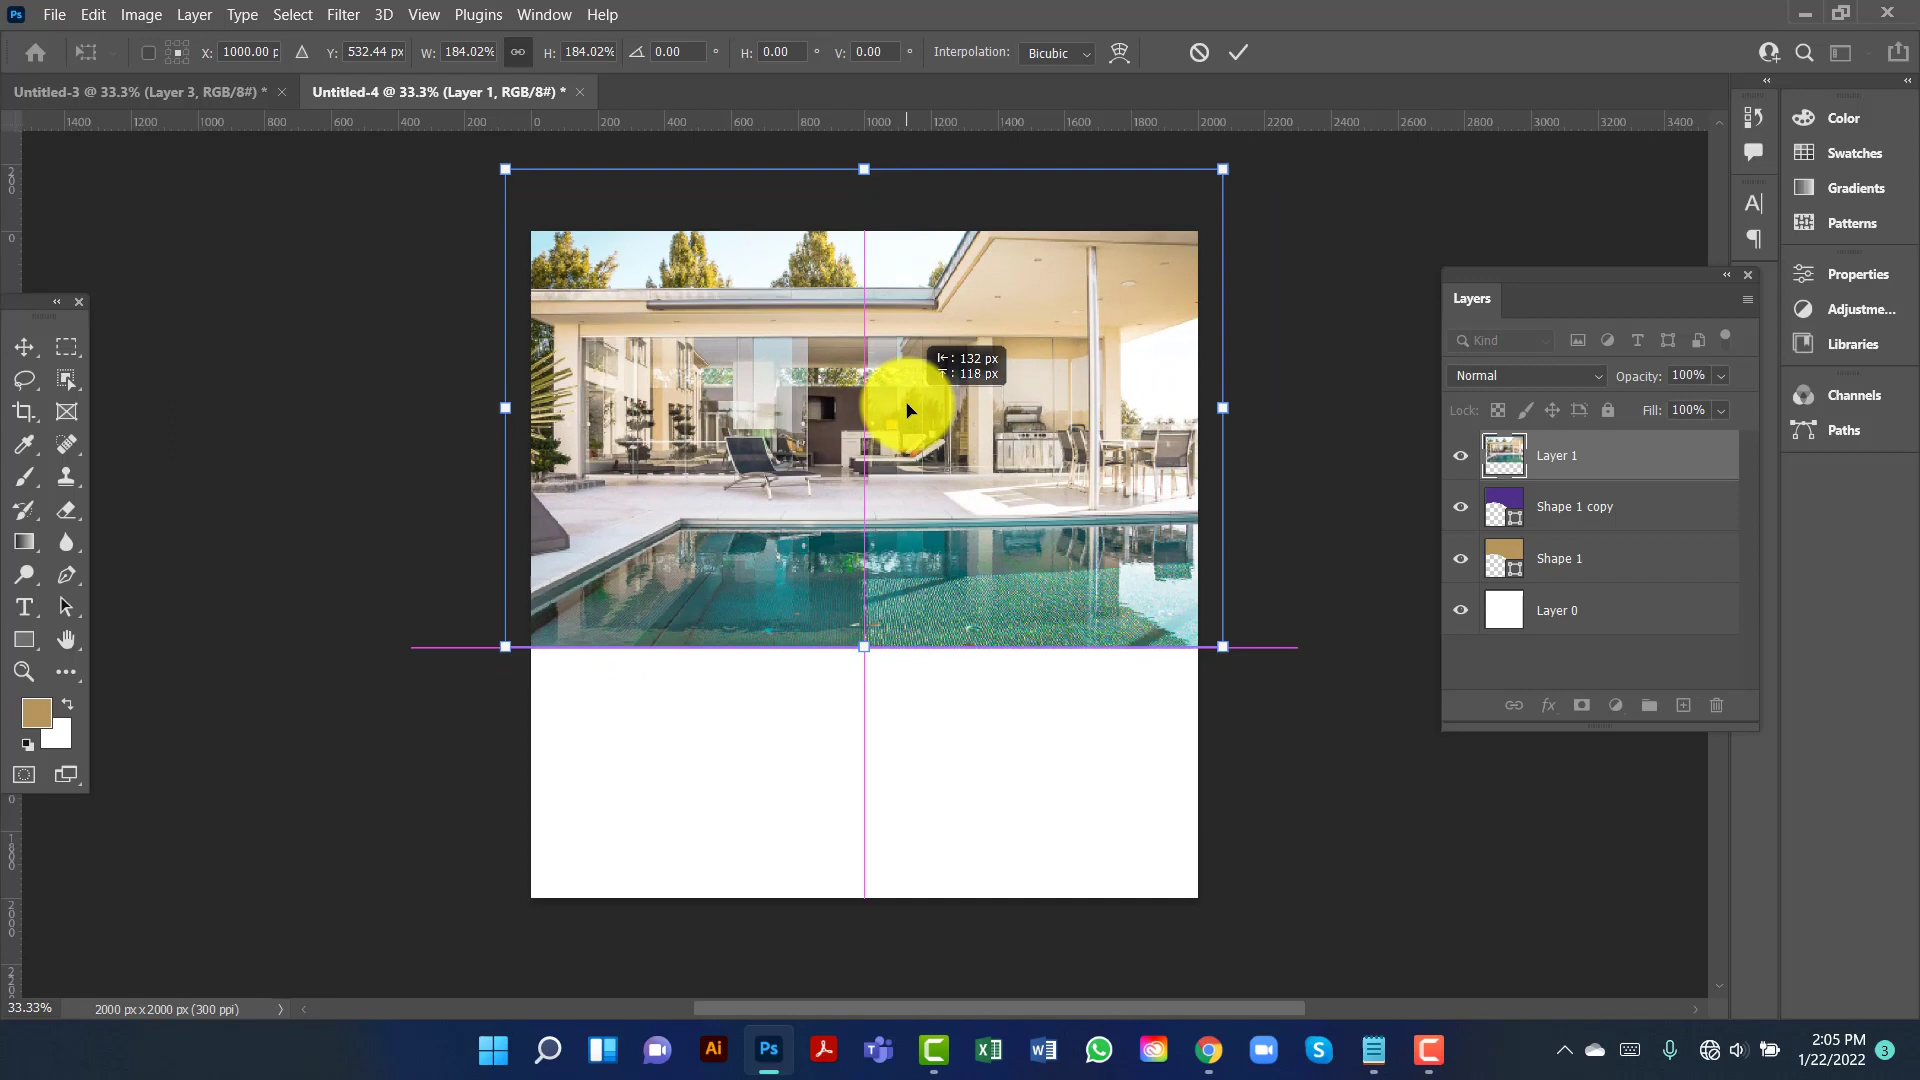 Ps File Edit Image Layer Type Select Filter 3D View Plugins Window Help
X: 1000.00 p Y: 532.44 px W: 184.02% H: 184.02% 0.00 ° H: 0.00 ° V: 0.00 ° Interpolation: Bicubic
Untitled-3 @ 33.3% (Layer 3, RGB/8#) * Untitled-4 @ 33.3% (Layer 1, RGB/8#) *
1400 1200 1000 800 600 400 200 0 200 400 600 800 1000 1200 1400 1600 1800 2000 2200 2400 2600 2800 3000 3200 3400
Color
Swatches
Gradients
Patterns
Properties
Adjustme...
Libraries
Channels
Paths
Layers
Kind
Normal Opacity: 100%
Lock: Fill: 100%
Layer 1
Shape 1 copy
Shape 1
Layer 0
: 132 px
: 118 px
33.33% 2000 px x 2000 px (300 ppi)
Ai Ps
2:05 PM
1/22/2022 3